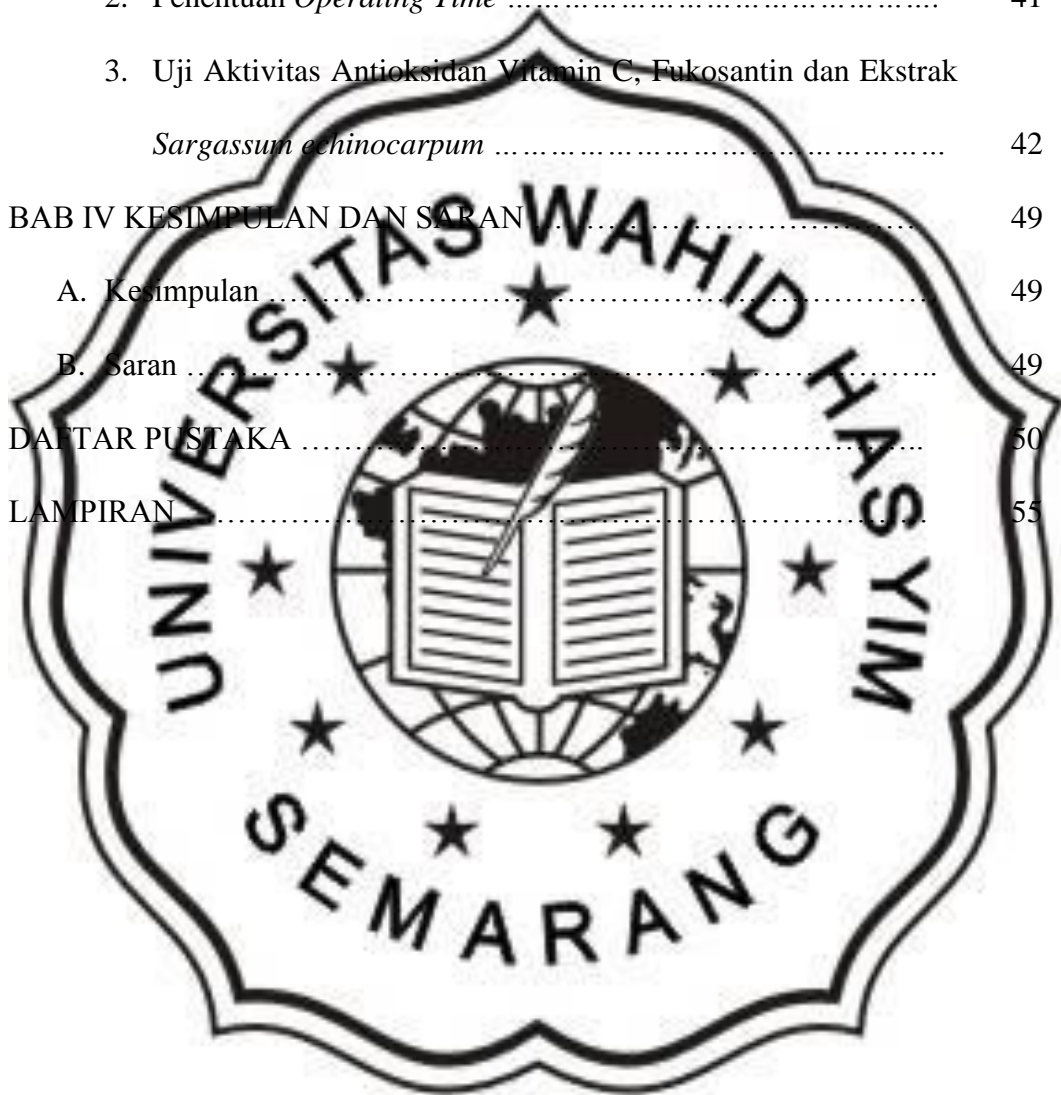 2. Penentuan Operating Time ………………………………………….. 41
3. Uji Aktivitas Antioksidan Vitamin C, Fukosantin dan Ekstrak
Sargassum echinocarpum ………………………………………… 42
BAB IV KESIMPULAN DAN SARAN ………………………………… 49
A. Kesimpulan …………………………………………………………. 49
B. Saran ………………………………………………………………….. 49
DAFTAR PUSTAKA ……………………………………………………….. 50
LAMPIRAN …………………………………………………………………… 55
UNIVERSITAS WAHID HASYIM
SEMARANG